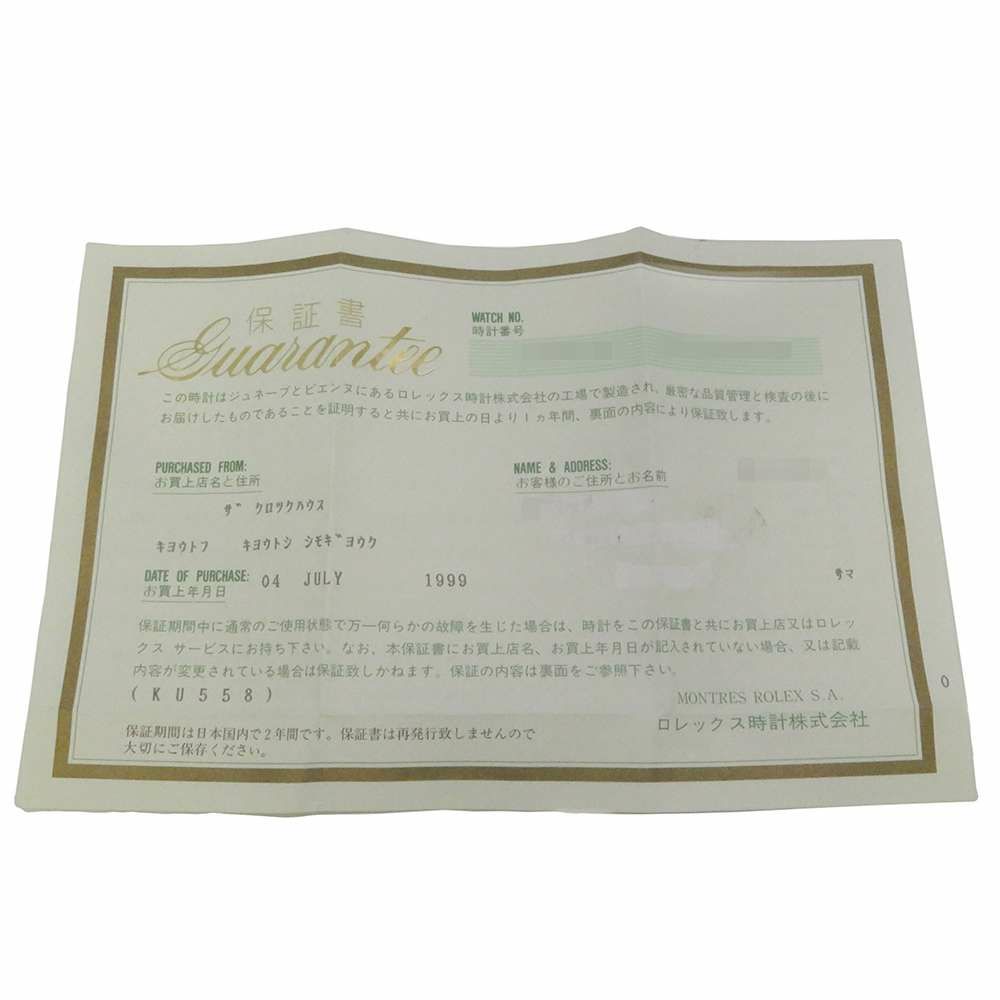 保証書
Guarantee
WATCH NO.
時計番号
この時計はジュネーブとビエンヌにあるロレックス時計株式会社の工場で製造され、厳密な品質管理と検査の後に
お届けしたものであることを証明すると共にお買上の日より1ヵ年間、裏面の内容により保証致します。
PURCHASED FROM:
お買上店名と住所
ザ クロツクハウス
キヨウトフ キヨウトシ シモギヨウク
NAME & ADDRESS:
お客様のご住所とお名前
サマ
DATE OF PURCHASE: 04 JULY 1999
お買上年月日
保証期間中に通常のご使用状態で万一何らかの故障を生じた場合は、時計をこの保証書と共にお買上店又はロレッ
クス サービスにお持ち下さい。なお、本保証書にお買上店名、お買上年月日が記入されていない場合、又は記載
内容が変更されている場合は保証致しかねます。保証の内容は裏面をご参照下さい。
(KU558)
MONTRES ROLEX S.A.
ロレックス時計株式会社
0
保証期間は日本国内で2年間です。保証書は再発行致しませんので
大切にご保存ください。